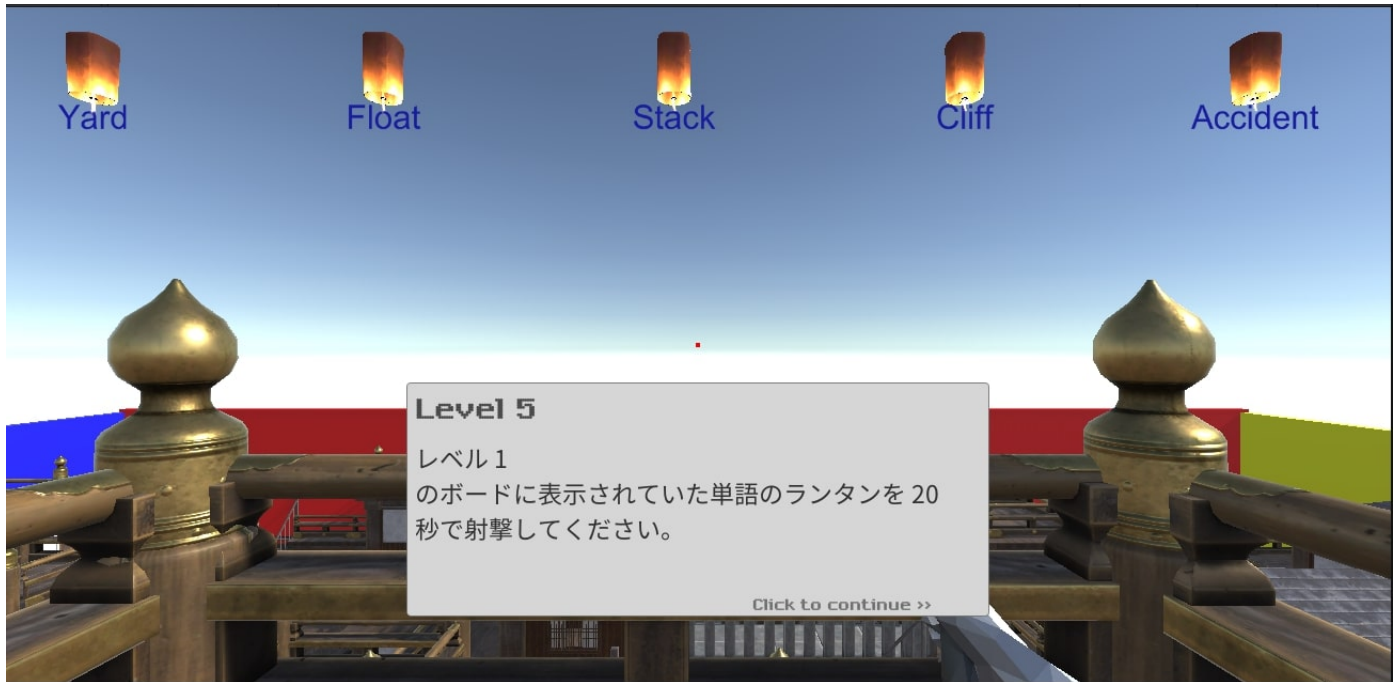 Yard Float Stack Cliff Accident
Level 5
レベル 1
のボードに表示されていた単語のランタンを 20
秒で射撃してください。
Click to continue >>